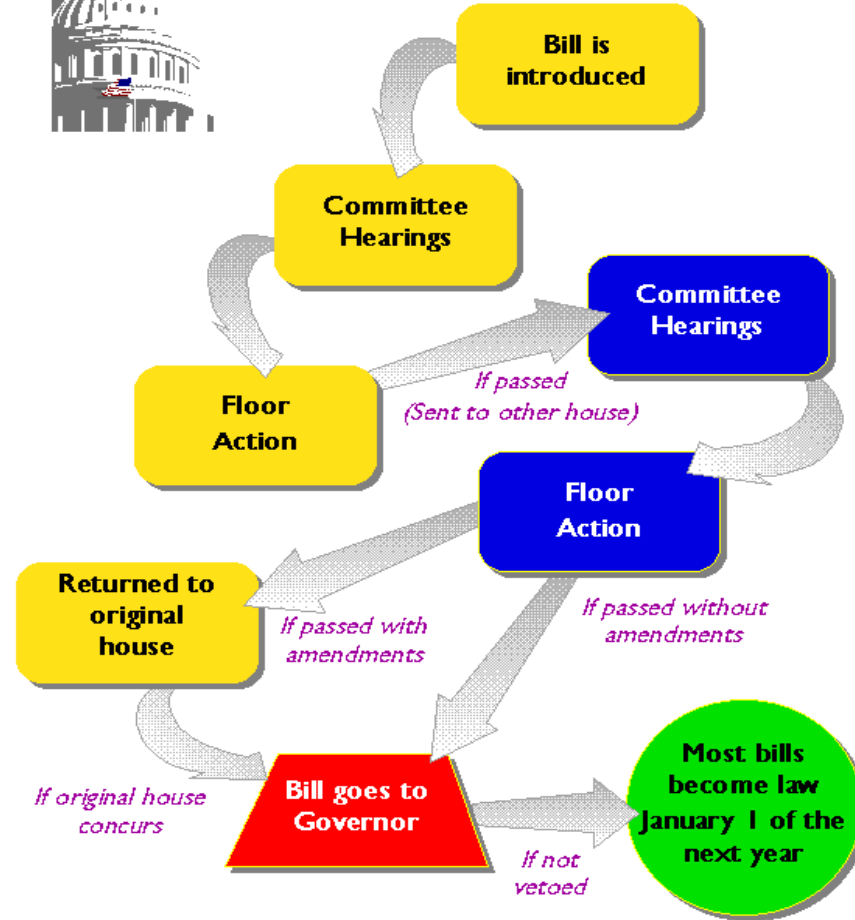 Bill is
introduced
Committee
Hearings
Committee
Hearings
If passed
(Sent to other house)
Floor
Action
Floor
Action
Returned to
original
house
If passed with
amendments
If passed without
amendments
If original house
concurs
Bill goes to
Governor
If not
vetoed
Most bills
become law
January 1 of the
next year